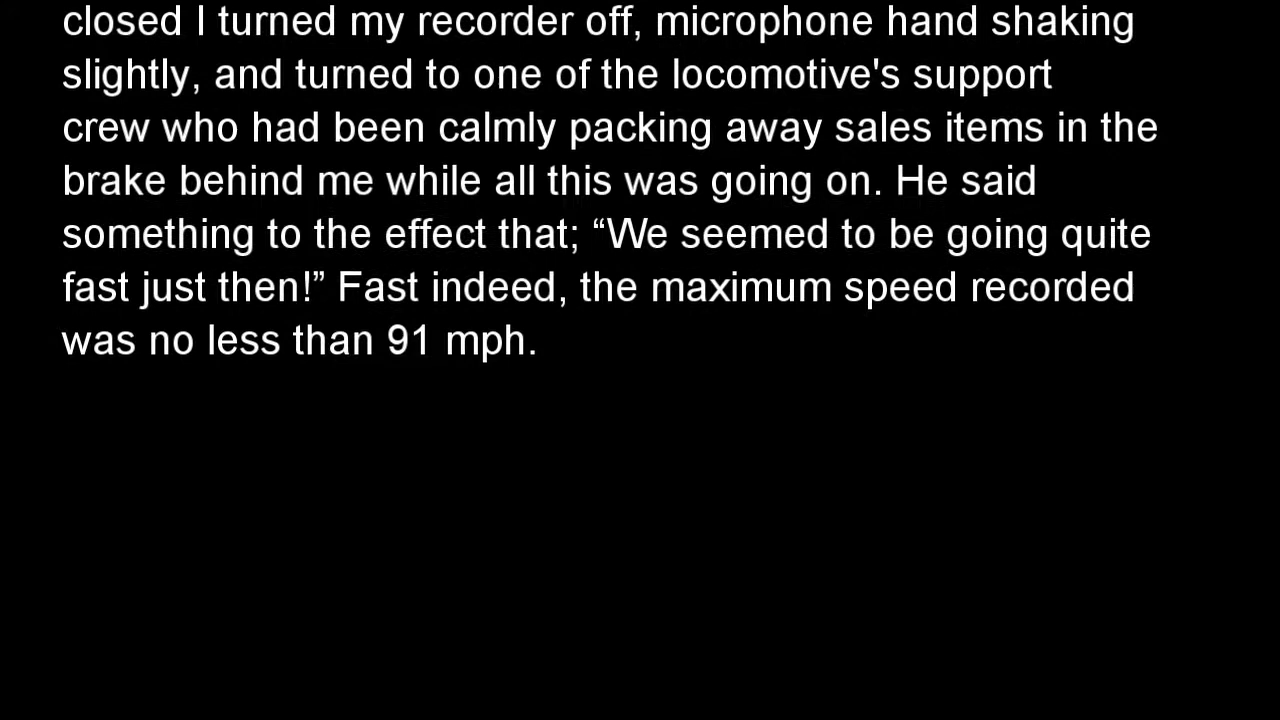 closed I turned my recorder off, microphone hand shaking
slightly, and turned to one of the locomotive's support
crew who had been calmly packing away sales items in the
brake behind me while all this was going on. He said
something to the effect that; “We seemed to be going quite
fast just then!” Fast indeed, the maximum speed recorded
was no less than 91 mph.